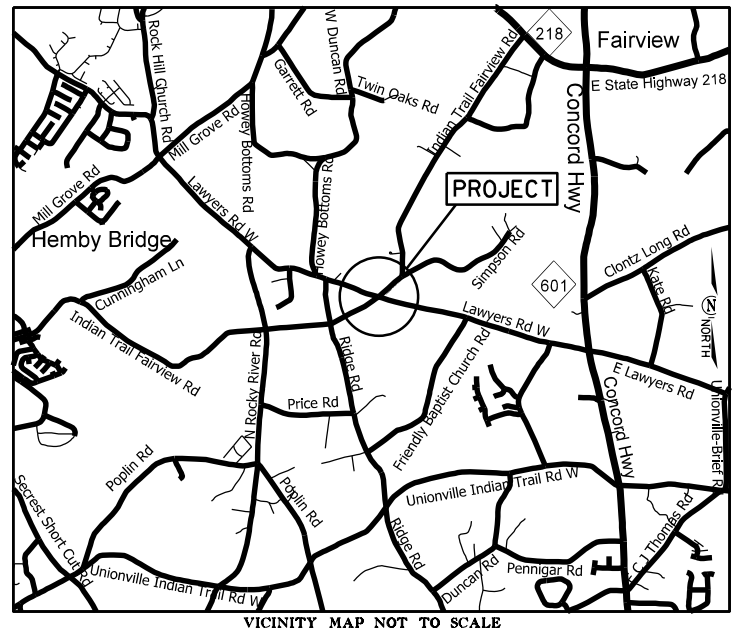 218
Fairview
E State Highway 218
Rock Hill Church Rd
W Duncan Rd
Garrett Rd
Twin Oaks Rd
Indian Trail Fairview Rd
Concord Hwy
Mill Grove Rd
Howey Bottoms Rd
Howey Bottoms Rd
PROJECT
Mill Grove Rd
Lawyers Rd W
Hemby Bridge
Simpson Rd
Clontz Long Rd
Kate Rd
601
N
NORTH
Cunningham Ln
Indian Trail Fairview Rd
Lawyers Rd W
N Rocky River Rd
Ridge Rd
Friendly Baptist Church Rd
E Lawyers Rd
Concord Hwy
Unionville-Brief R
Price Rd
Poplin Rd
Poplin Rd
Unionville Indian Trail Rd W
Secrest Short Cut Rd
Ridge Rd
C J Thomas Rd
Duncan Rd
Pennigar Rd
Unionville Indian Trail Rd W
VICINITY MAP NOT TO SCALE